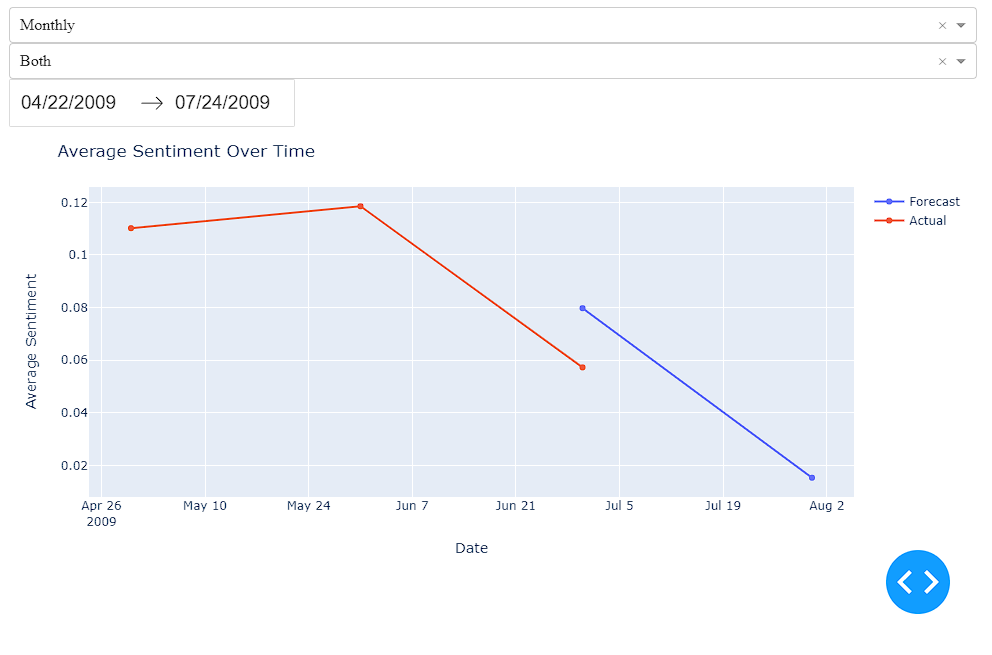 Monthly
Both
04/22/2009 → 07/24/2009
Average Sentiment Over Time
0.12
0.1
0.08
0.06
0.04
0.02
Average Sentiment
Apr 26 May 10 May 24 Jun 7 Jun 21 Jul 5 Jul 19 Aug 2
2009
Date
Forecast
Actual